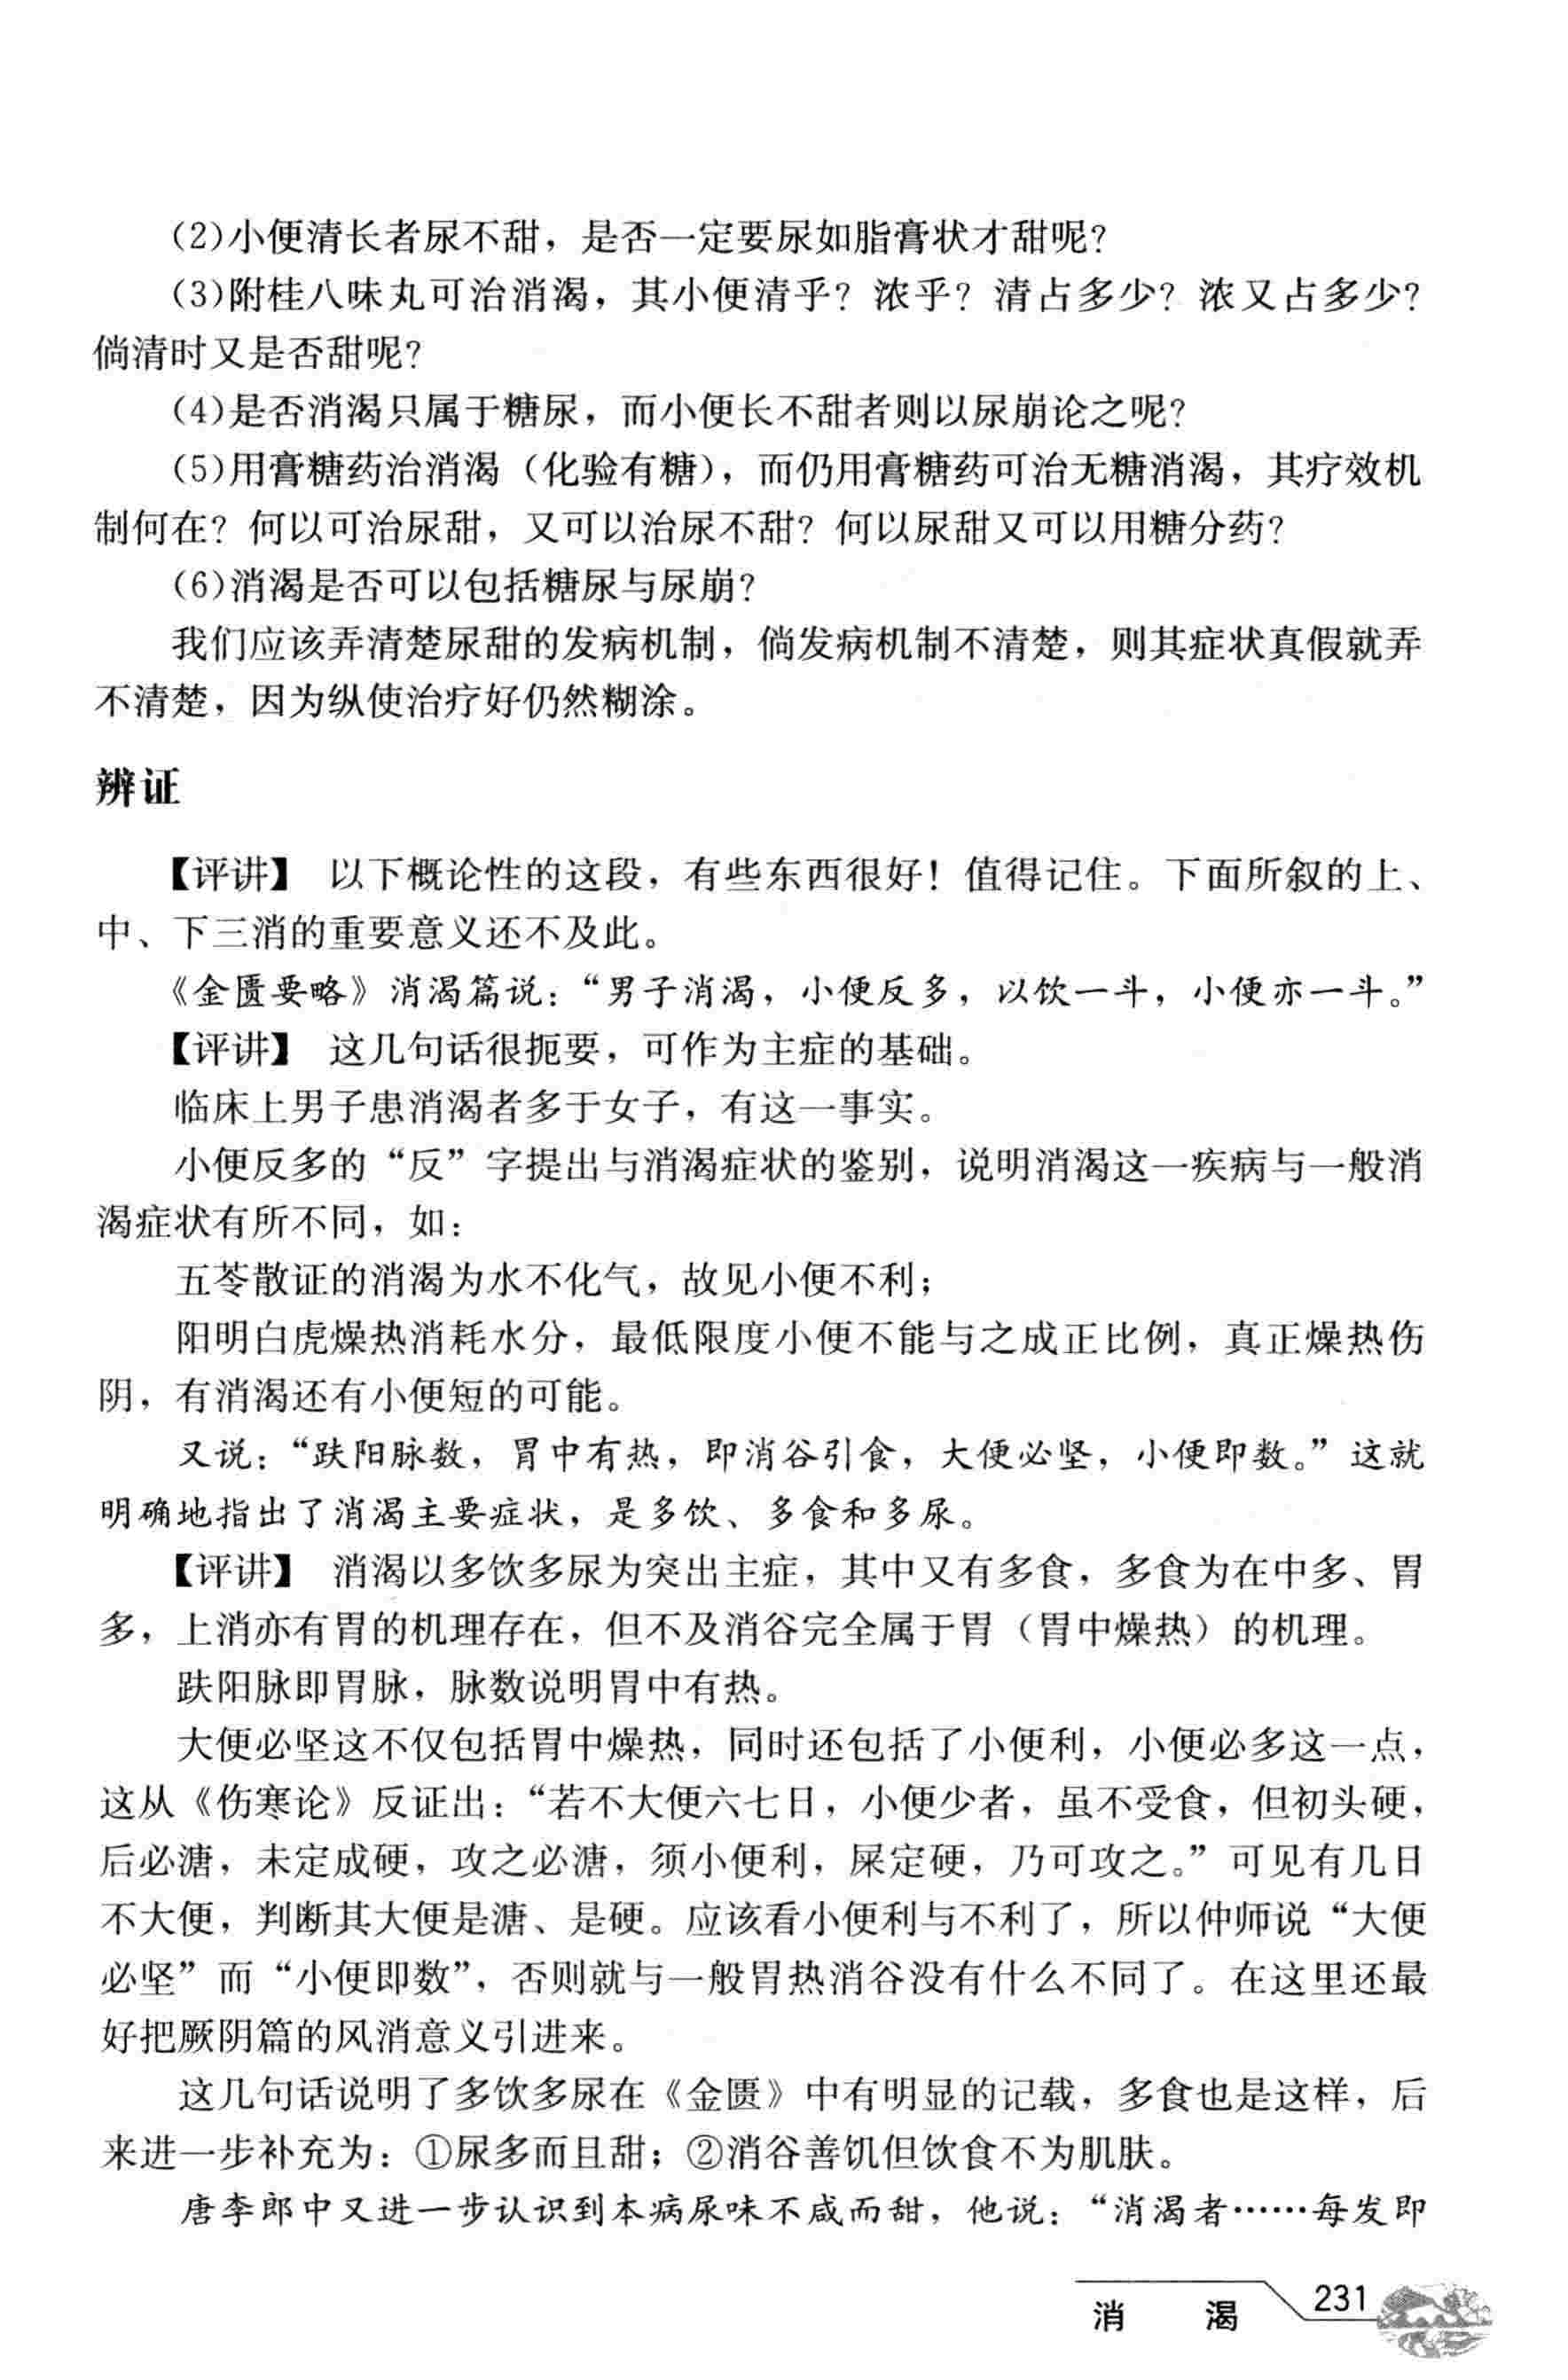 (2)小便清长者尿不甜，是否一定要尿如脂膏状才甜呢？
(3)附桂八味丸可治消渴，其小便清乎？浓乎？清占多少？浓又占多少？
倘清时又是否甜呢？
(4)是否消渴只属于糖尿，而小便长不甜者则以尿崩论之呢？
(5)用膏糖药治消渴（化验有糖），而仍用膏糖药可治无糖消渴，其疗效机
制何在？何以可治尿甜，又可以治尿不甜？何以尿甜又可以用糖分药？
(6)消渴是否可以包括糖尿与尿崩？
我们应该弄清楚尿甜的发病机制，倘发病机制不清楚，则其症状真假就弄
不清楚，因为纵使治疗好仍然糊涂。
辨证
【评讲】 以下概论性的这段，有些东西很好！值得记住。下面所叙的上、
中、下三消的重要意义还不及此。
《金匮要略》消渴篇说：“男子消渴，小便反多，以饮一斗，小便亦一斗。”
【评讲】 这几句话很扼要，可作为主症的基础。
临床上男子患消渴者多于女子，有这一事实。
小便反多的“反”字提出与消渴症状的鉴别，说明消渴这一疾病与一般消
渴症状有所不同，如：
五苓散证的消渴为水不化气，故见小便不利；
阳明白虎燥热消耗水分，最低限度小便不能与之成正比例，真正燥热伤
阴，有消渴还有小便短的可能。
又说：“趺阳脉数，胃中有热，即消谷引食，大便必坚，小便即数。”这就
明确地指出了消渴主要症状，是多饮、多食和多尿。
【评讲】 消渴以多饮多尿为突出主症，其中又有多食，多食为在中多、胃
多，上消亦有胃的机理存在，但不及消谷完全属于胃（胃中燥热）的机理。
趺阳脉即胃脉，脉数说明胃中有热。
大便必坚这不仅包括胃中燥热，同时还包括了小便利，小便必多这一点，
这从《伤寒论》反证出：“若不大便六七日，小便少者，虽不受食，但初头硬，
后必溏，未定成硬，攻之必溏，须小便利，屎定硬，乃可攻之。”可见有几日
不大便，判断其大便是溏、是硬。应该看小便利与不利了，所以仲师说“大便
必坚”而“小便即数”，否则就与一般胃热消谷没有什么不同了。在这里还最
好把厥阴篇的风消意义引进来。
这几句话说明了多饮多尿在《金匮》中有明显的记载，多食也是这样，后
来进一步补充为：①尿多而且甜；②消谷善饥但饮食不为肌肤。
唐李郎中又进一步认识到本病尿味不咸而甜，他说：“消渴者……每发即
消 渴 231